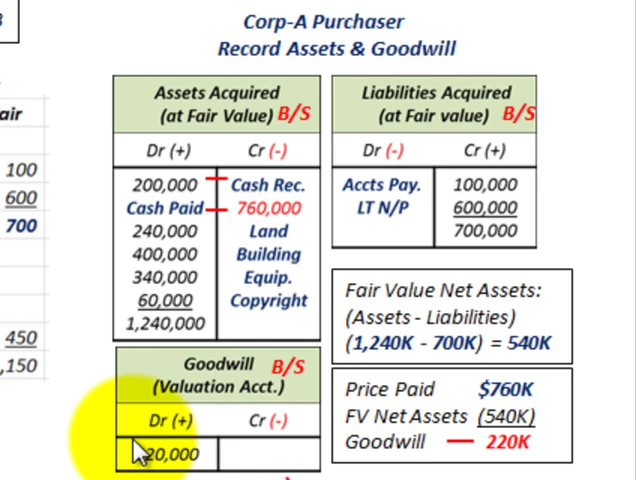 Corp-A Purchaser
Record Assets & Goodwill
air
100
600
700
450
,150
Assets Acquired
(at Fair Value) B/S
Dr (+) Cr (-)
200,000 Cash Rec.
Cash Paid 760,000
240,000 Land
400,000 Building
340,000 Equip.
60,000 Copyright
1,240,000
Goodwill B/S
(Valuation Acct.)
Dr (+) Cr (-)
20,000
Liabilities Acquired
(at Fair value) B/S
Dr (-) Cr (+)
Accts Pay. 100,000
LT N/P 600,000
700,000
Fair Value Net Assets:
(Assets - Liabilities)
(1,240K - 700K) = 540K
Price Paid $760K
FV Net Assets (540K)
Goodwill 220K